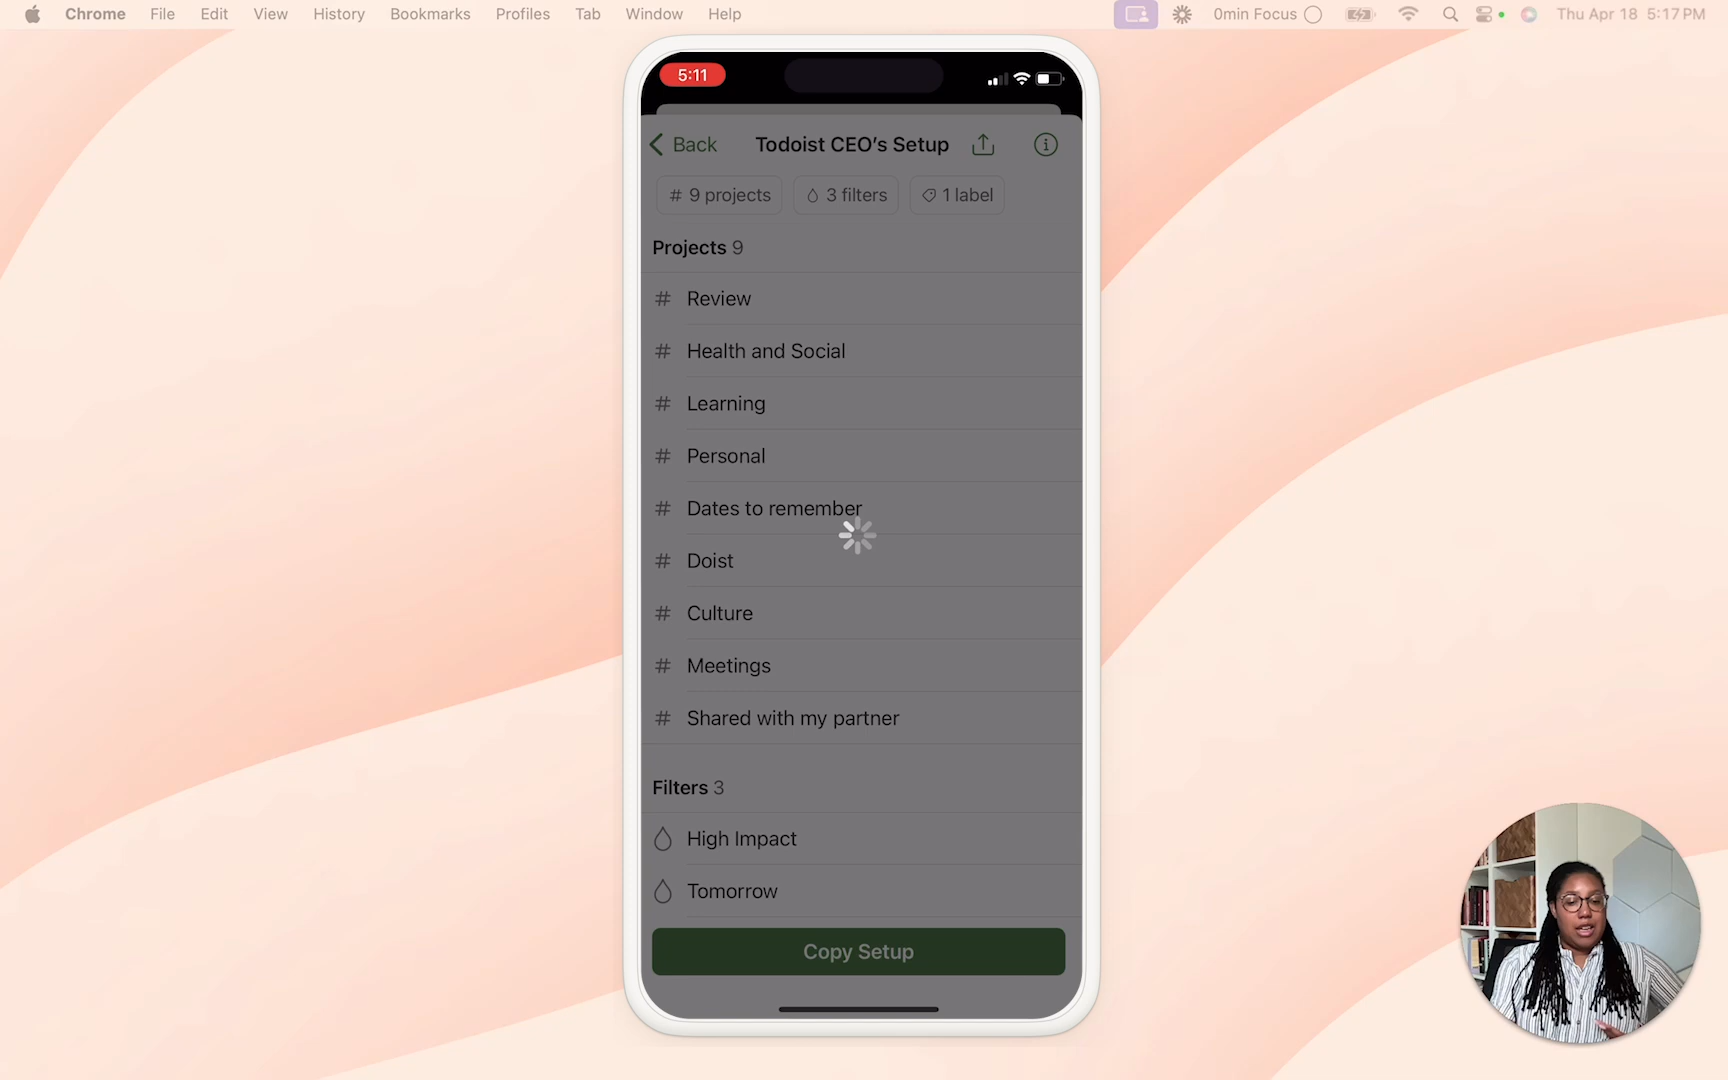 Chrome File Edit View History Bookmarks Profiles Tab Window Help 0min Focus Thu Apr 18 5:17 PM
5:11
Back Todoist CEO’s Setup
# 9 projects 3 filters 1 label
Projects 9
# Review
# Health and Social
# Learning
# Personal
# Dates to remember
# Doist
# Culture
# Meetings
# Shared with my partner
Filters 3
High Impact
Tomorrow
Copy Setup